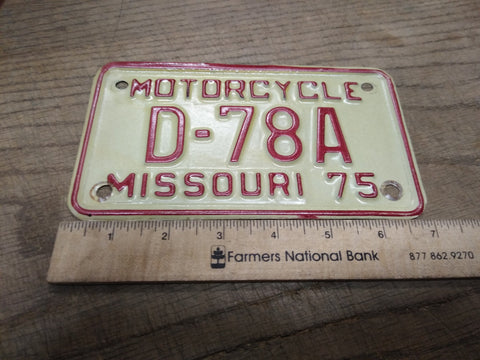 MOTORCYCLE
D-78A
MISSOURI 75
1 2 3 4 5 6 7
Farmers National Bank
877 862.9270